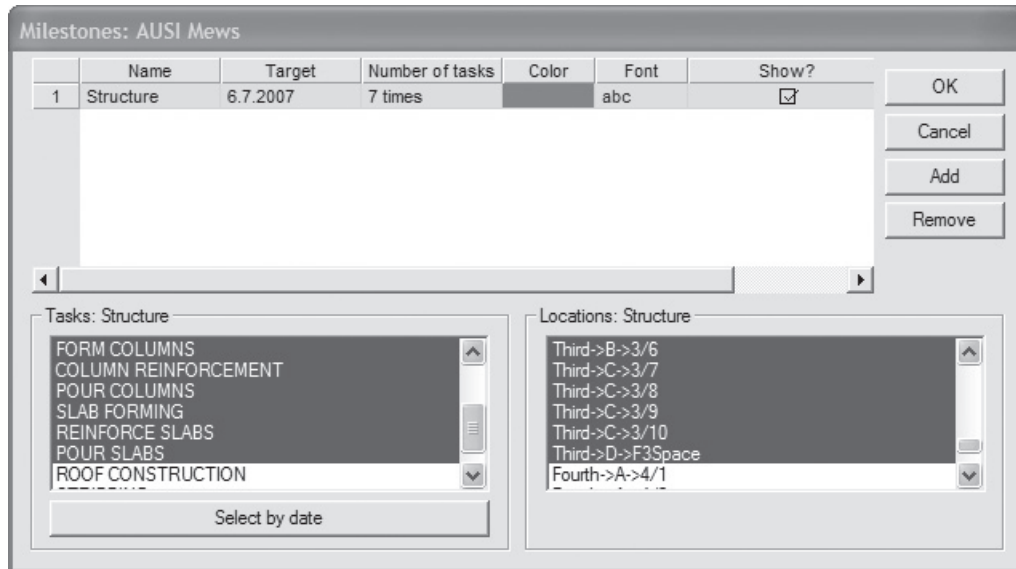 Milestones: AUSI Mews
Name Target Number of tasks Color Font Show?
1 Structure 6.7.2007 7 times abc
OK
Cancel
Add
Remove
Tasks: Structure
FORM COLUMNS
COLUMN REINFORCEMENT
POUR COLUMNS
SLAB FORMING
REINFORCE SLABS
POUR SLABS
ROOF CONSTRUCTION
Select by date
Locations: Structure
Third->B->3/6
Third->C->3/7
Third->C->3/8
Third->C->3/9
Third->C->3/10
Third->D->F3Space
Fourth->A->4/1